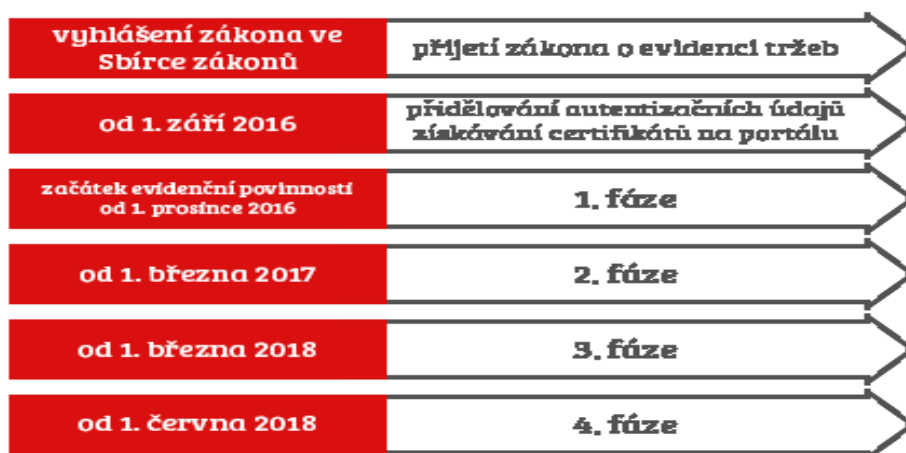 vyhlášení zákona ve
Sbírce zákonů
přijetí zákona o evidenci tržeb
od 1. září 2016
přidělování autentizačních údajů
získávání certifikátů na portálu
začátek evidenční povinnosti
od 1. prosince 2016
1. fáze
od 1. března 2017
2. fáze
od 1. března 2018
3. fáze
od 1. června 2018
4. fáze